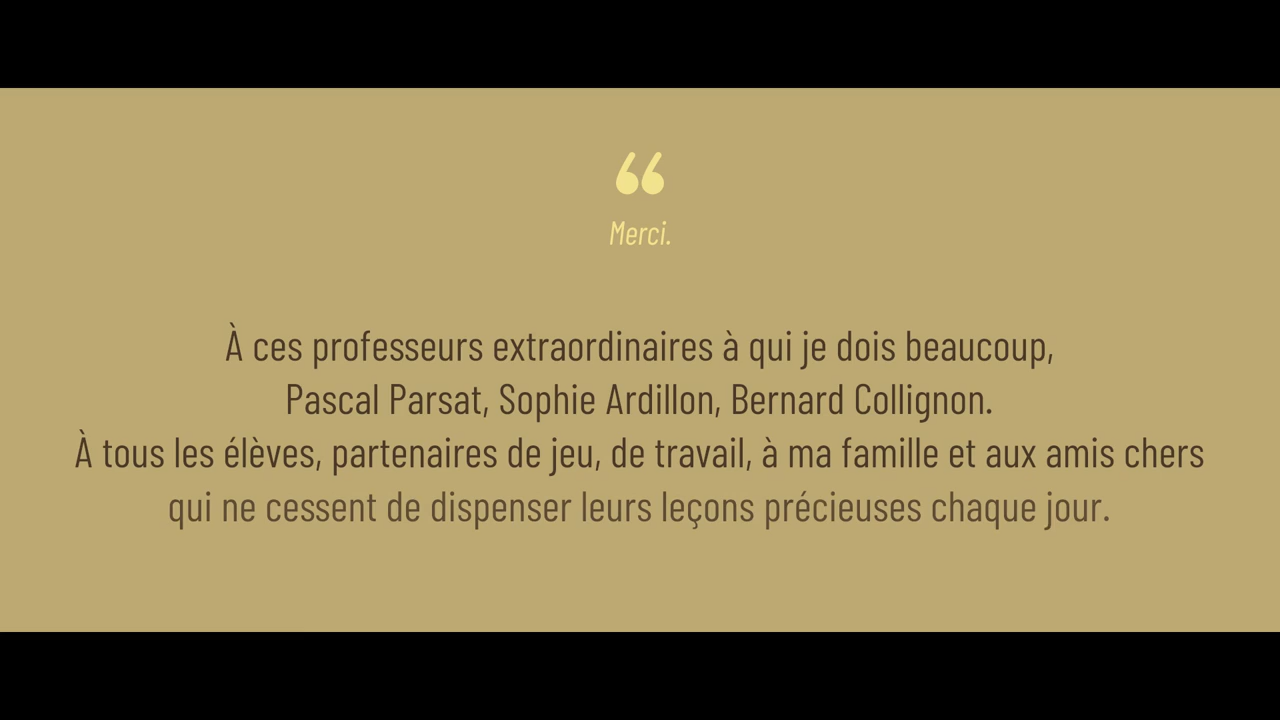 “
Merci.
À ces professeurs extraordinaires à qui je dois beaucoup,
Pascal Parsat, Sophie Ardillon, Bernard Collignon.
À tous les élèves, partenaires de jeu, de travail, à ma famille et aux amis chers
qui ne cessent de dispenser leurs leçons précieuses chaque jour.